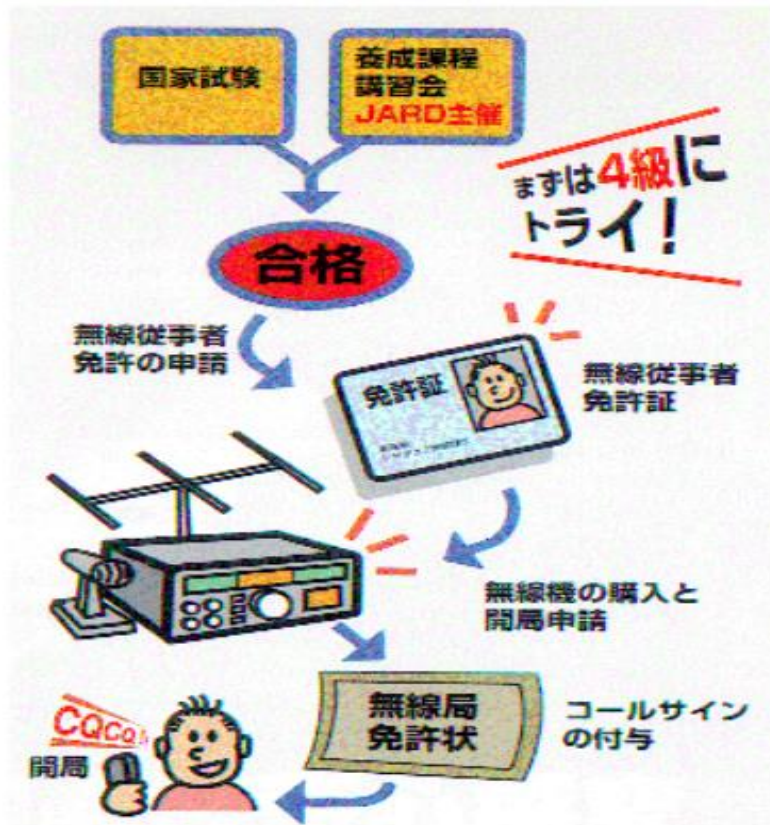 国家試験
養成課程
講習会
JARD主催
まずは4級に
トライ!
合格
無線従事者
免許の申請
免許証
無線従事者
免許証
無線機の購入と
開局申請
無線局
免許状
コールサイン
の付与
CQCQ
開局